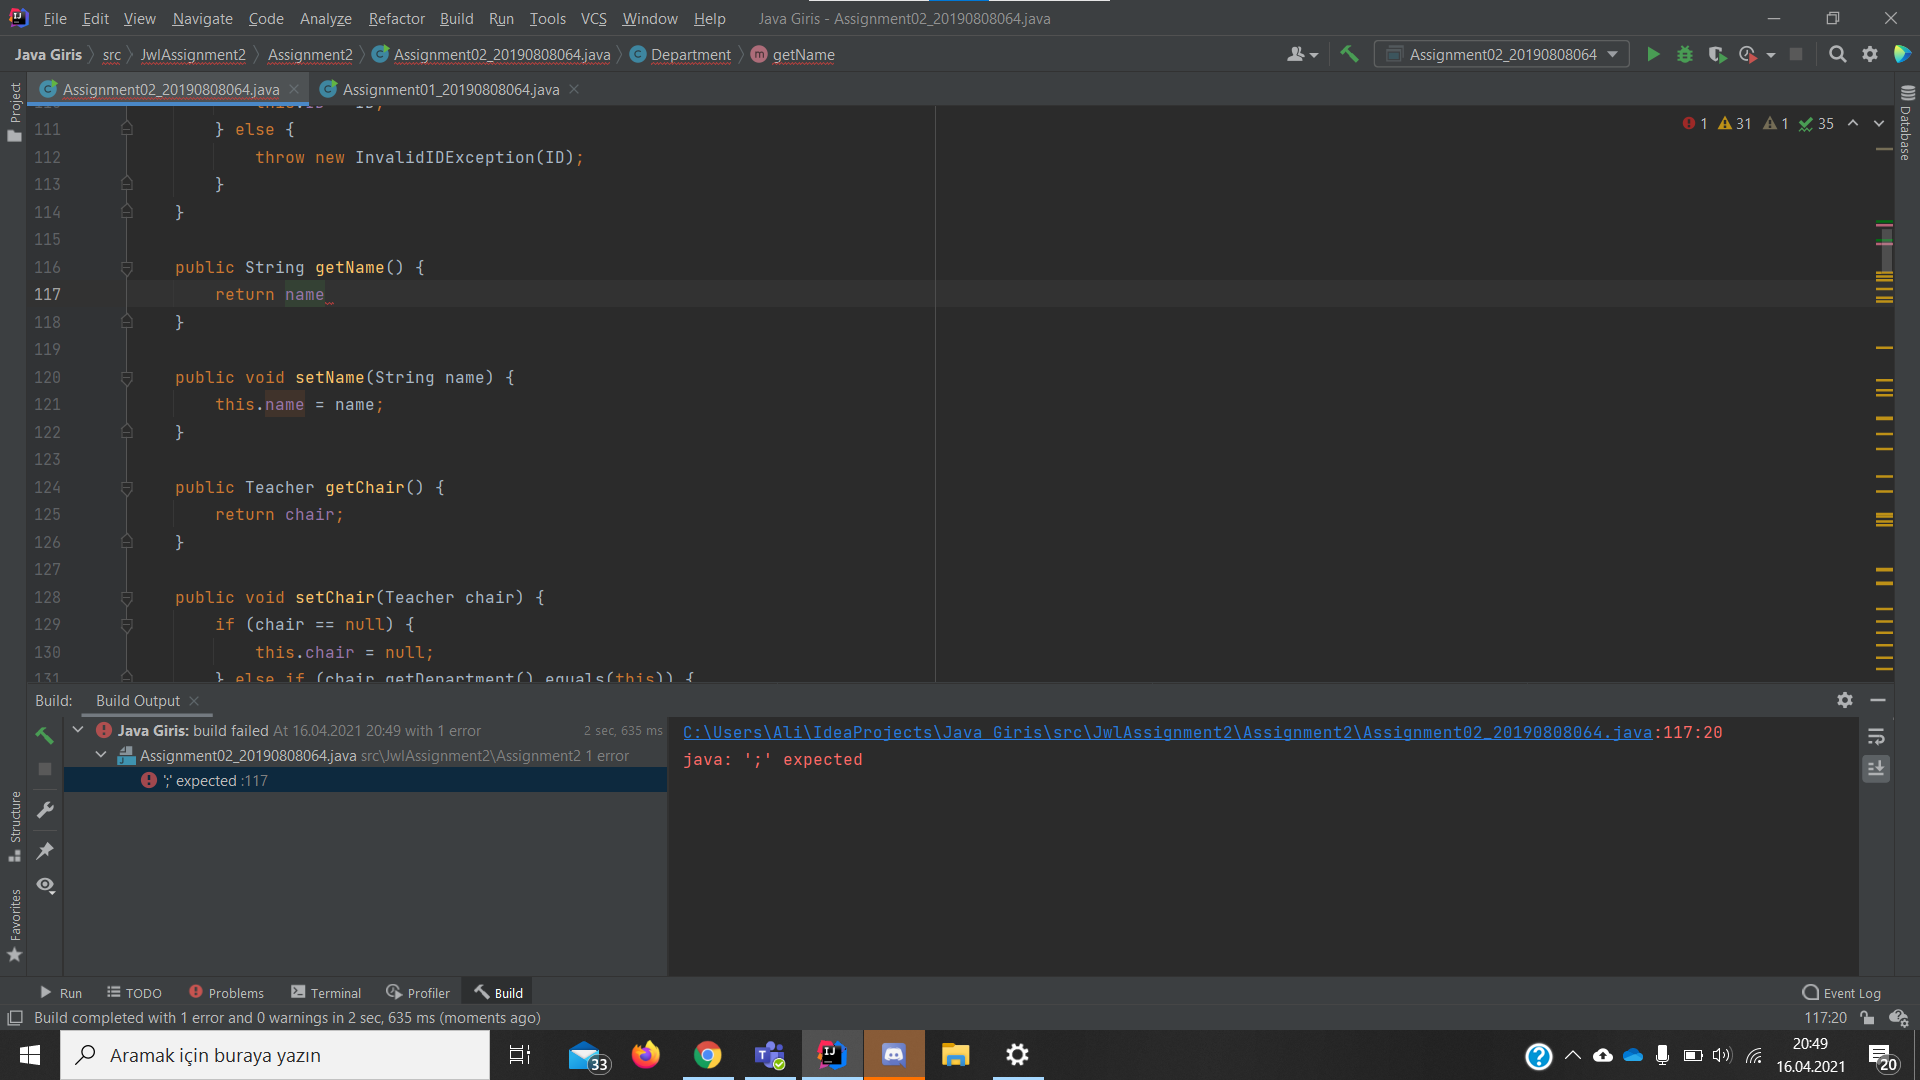 File Edit View Navigate Code Analyze Refactor Build Run Tools VCS Window Help Java Giris - Assignment02_20190808064.java
Java Giris src JwlAssignment2 Assignment2 Assignment02_20190808064.java Department getName Assignment02_20190808064
Assignment02_20190808064.java Assignment01_20190808064.java
Project
Database
1 31 1 35
111 } else {
112 throw new InvalidIDException(ID);
113 }
114 }
115
116 public String getName() {
117 return name
118 }
119
120 public void setName(String name) {
121 this.name = name;
122 }
123
124 public Teacher getChair() {
125 return chair;
126 }
127
128 public void setChair(Teacher chair) {
129 if (chair == null) {
130 this.chair = null;
131 } else if (chair.getDepartment().equals(this)) {
Build: Build Output
Java Giris: build failed At 16.04.2021 20:49 with 1 error 2 sec, 635 ms
Assignment02_20190808064.java src\JwlAssignment2\Assignment2 1 error
';' expected :117
C:\Users\Ali\IdeaProjects\Java Giris\src\JwlAssignment2\Assignment2\Assignment02_20190808064.java:117:20
java: ';' expected
Structure
Favorites
Run TODO Problems Terminal Profiler Build Event Log
Build completed with 1 error and 0 warnings in 2 sec, 635 ms (moments ago) 117:20
Aramak için buraya yazın 33 20:49
16.04.2021 20